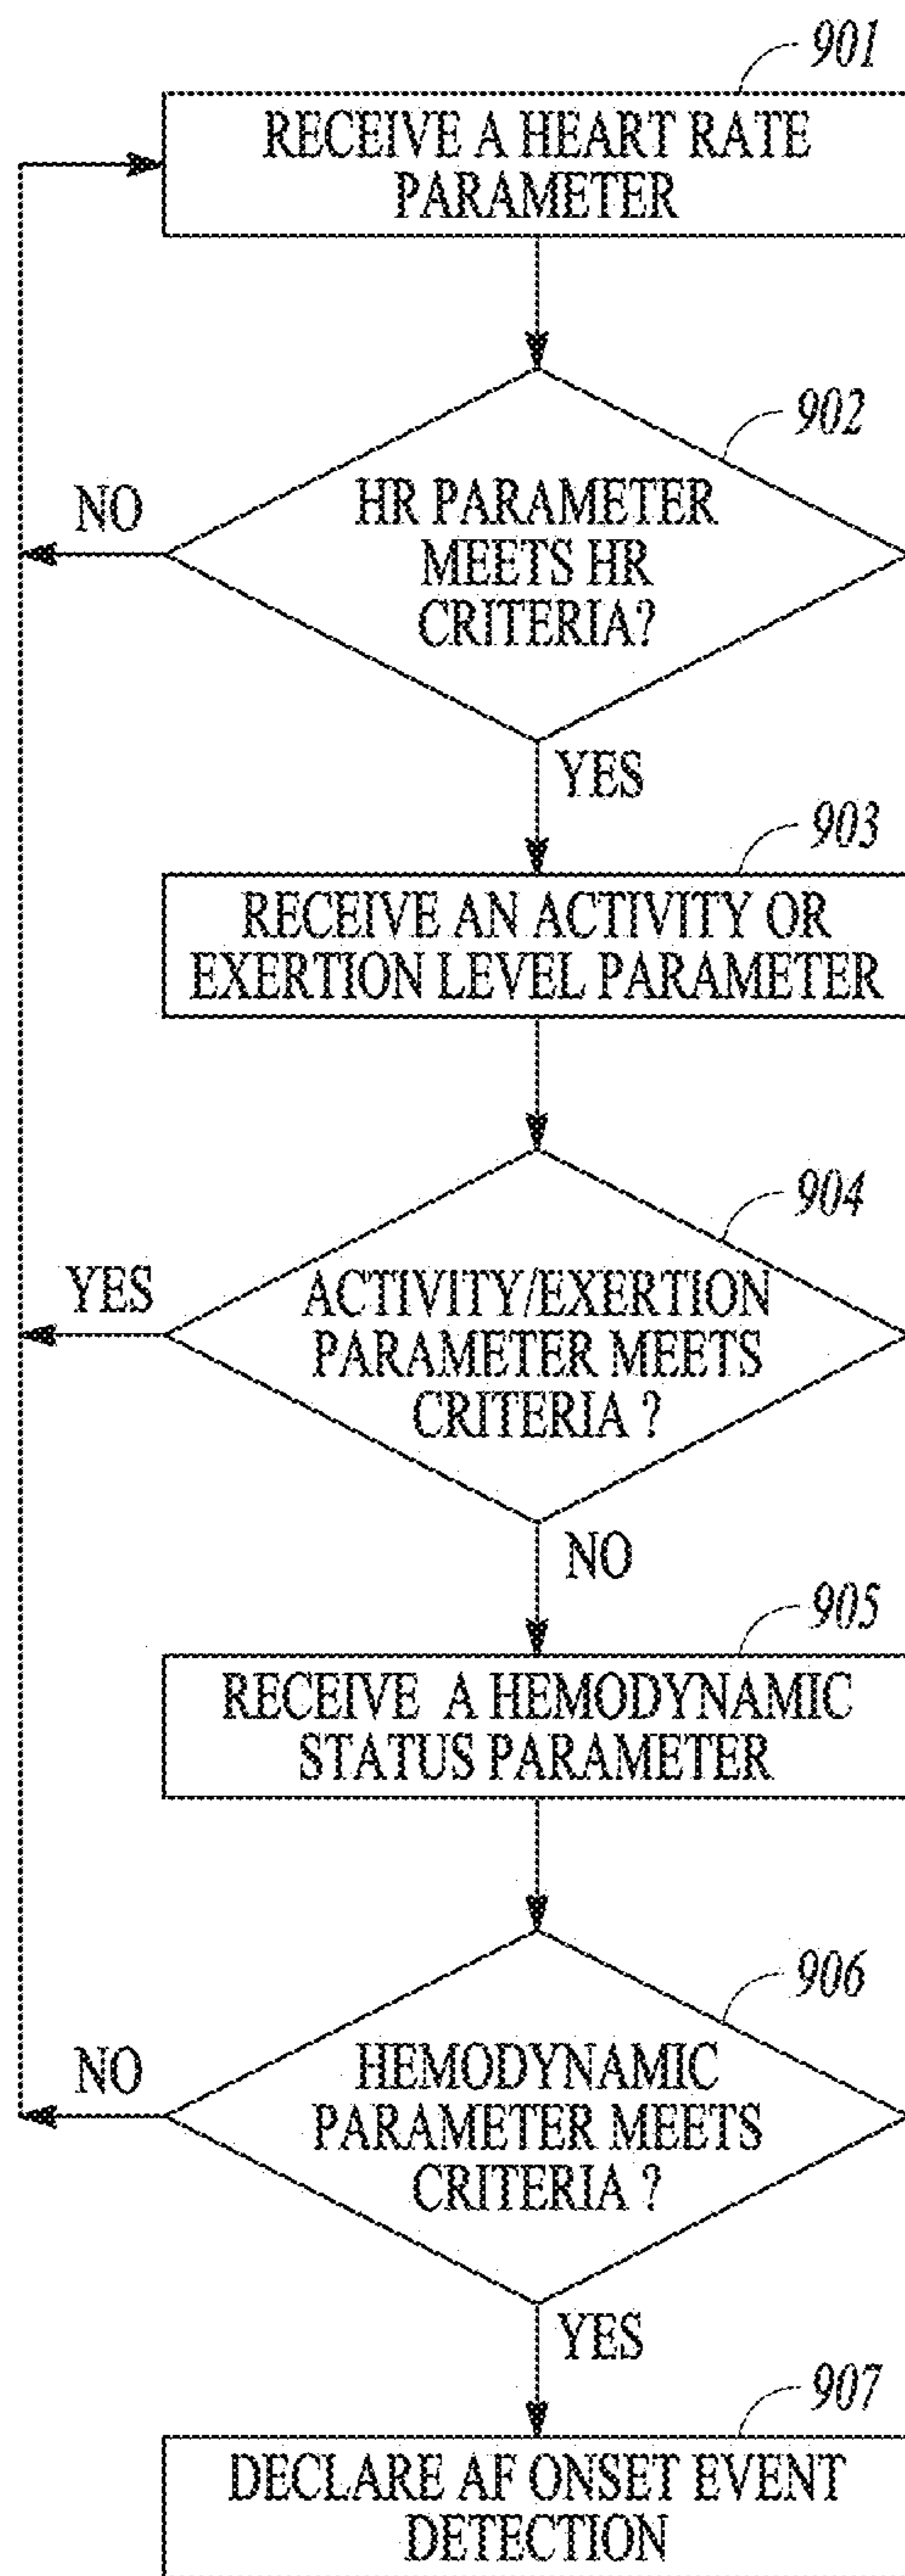 901
RECEIVE A HEART RATE
PARAMETER
902
HR PARAMETER
MEETS HR
CRITERIA?
NO
YES
903
RECEIVE AN ACTIVITY OR
EXERTION LEVEL PARAMETER
904
YES
ACTIVITY/EXERTION
PARAMETER MEETS
CRITERIA ?
NO
905
RECEIVE A HEMODYNAMIC
STATUS PARAMETER
906
NO
HEMODYNAMIC
PARAMETER MEETS
CRITERIA ?
YES
907
DECLARE AF ONSET EVENT
DETECTION